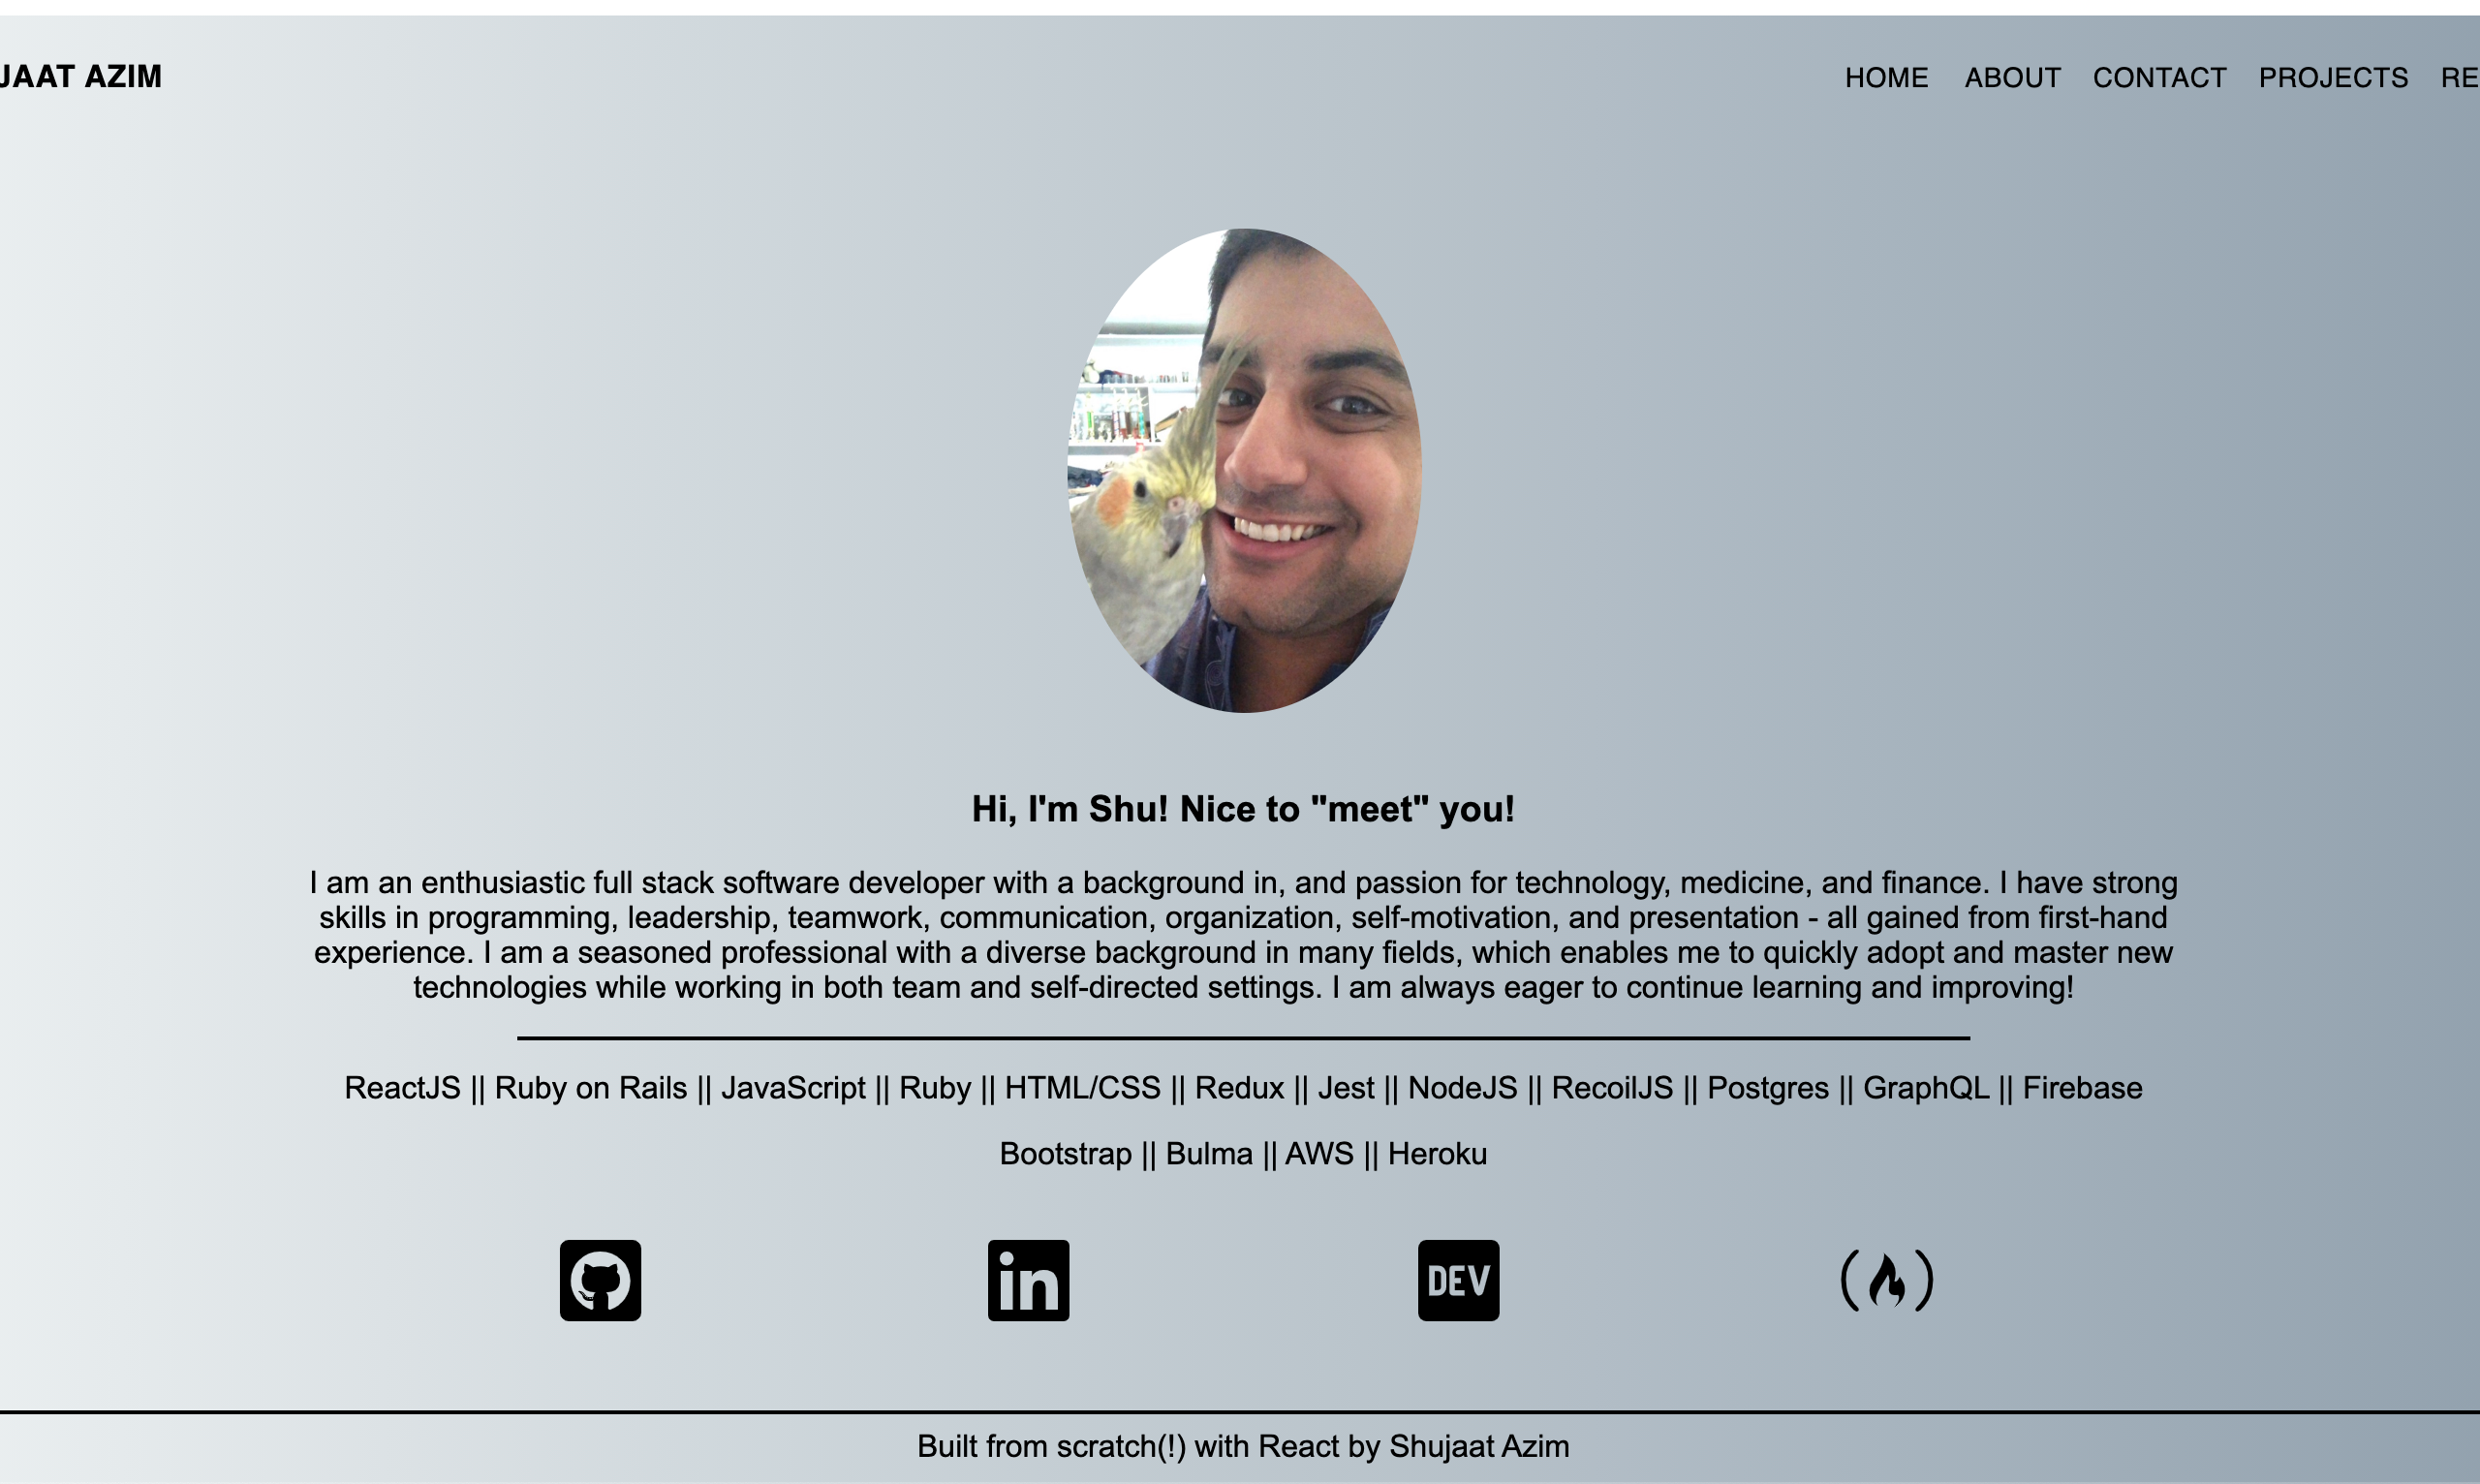 JAAT AZIM
HOME ABOUT CONTACT PROJECTS RE
Hi, I'm Shu! Nice to "meet" you!
I am an enthusiastic full stack software developer with a background in, and passion for technology, medicine, and finance. I have strong
skills in programming, leadership, teamwork, communication, organization, self-motivation, and presentation - all gained from first-hand
experience. I am a seasoned professional with a diverse background in many fields, which enables me to quickly adopt and master new
technologies while working in both team and self-directed settings. I am always eager to continue learning and improving!
ReactJS || Ruby on Rails || JavaScript || Ruby || HTML/CSS || Redux || Jest || NodeJS || RecoilJS || Postgres || GraphQL || Firebase
Bootstrap || Bulma || AWS || Heroku
in DEV
Built from scratch(!) with React by Shujaat Azim